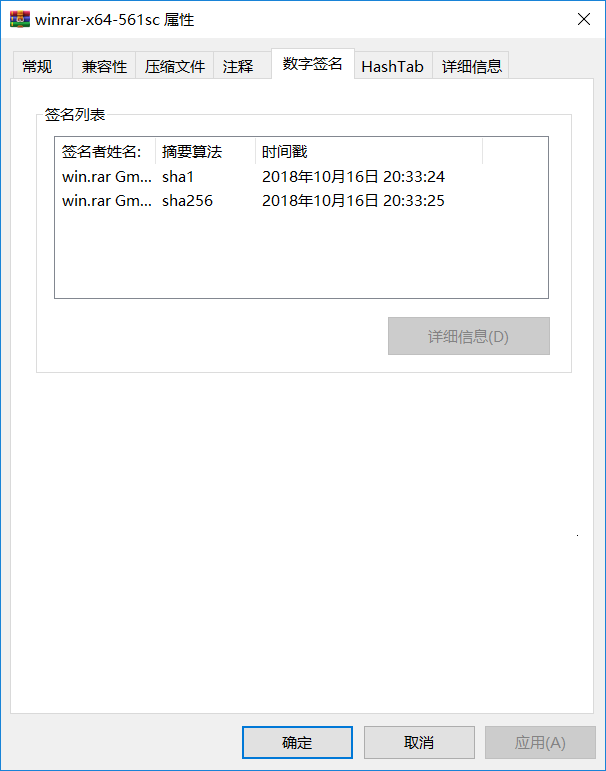 winrar-x64-561sc 属性
常规 兼容性 压缩文件 注释 数字签名 HashTab 详细信息
签名列表
签名者姓名: 摘要算法 时间戳
win.rar Gm... sha1 2018年10月16日 20:33:24
win.rar Gm... sha256 2018年10月16日 20:33:25
详细信息(D)
确定 取消 应用(A)